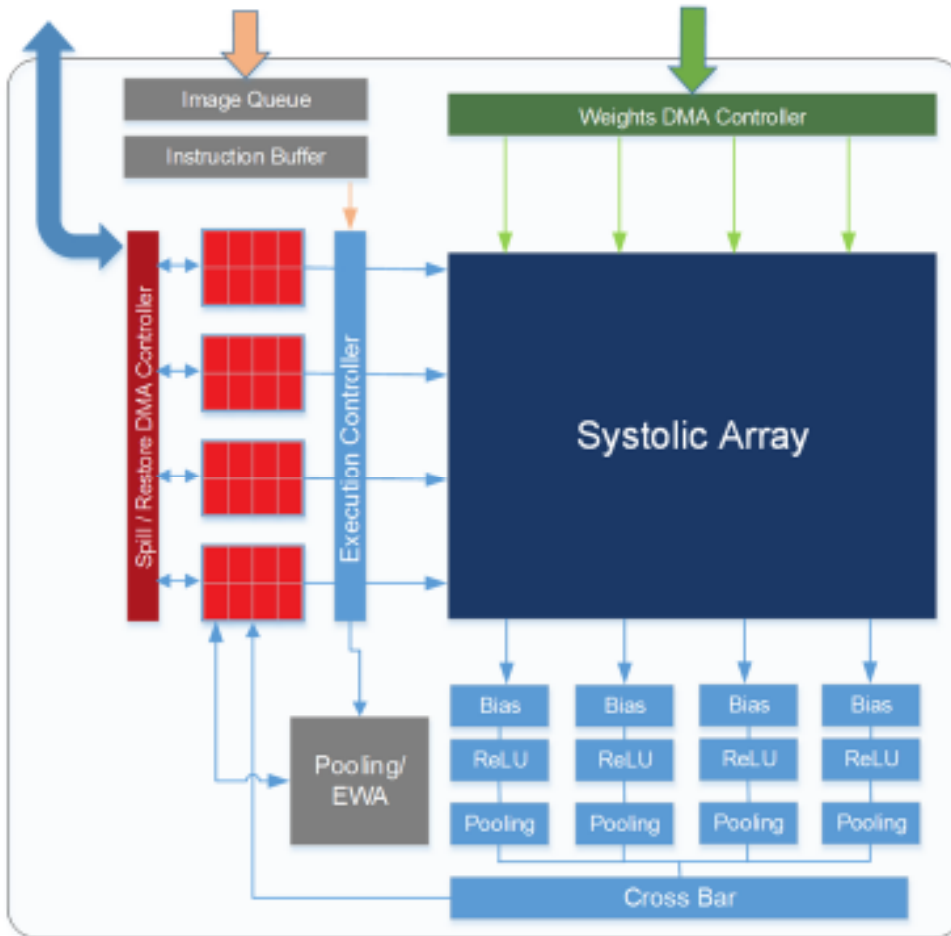 Image Queue
Weights DMA Controller
Instruction Buffer
Spill / Restore DMA Controller
Execution Controller
Systolic Array
Bias
Bias
Bias
Bias
ReLU
ReLU
ReLU
ReLU
Pooling/
EWA
Pooling
Pooling
Pooling
Pooling
Cross Bar